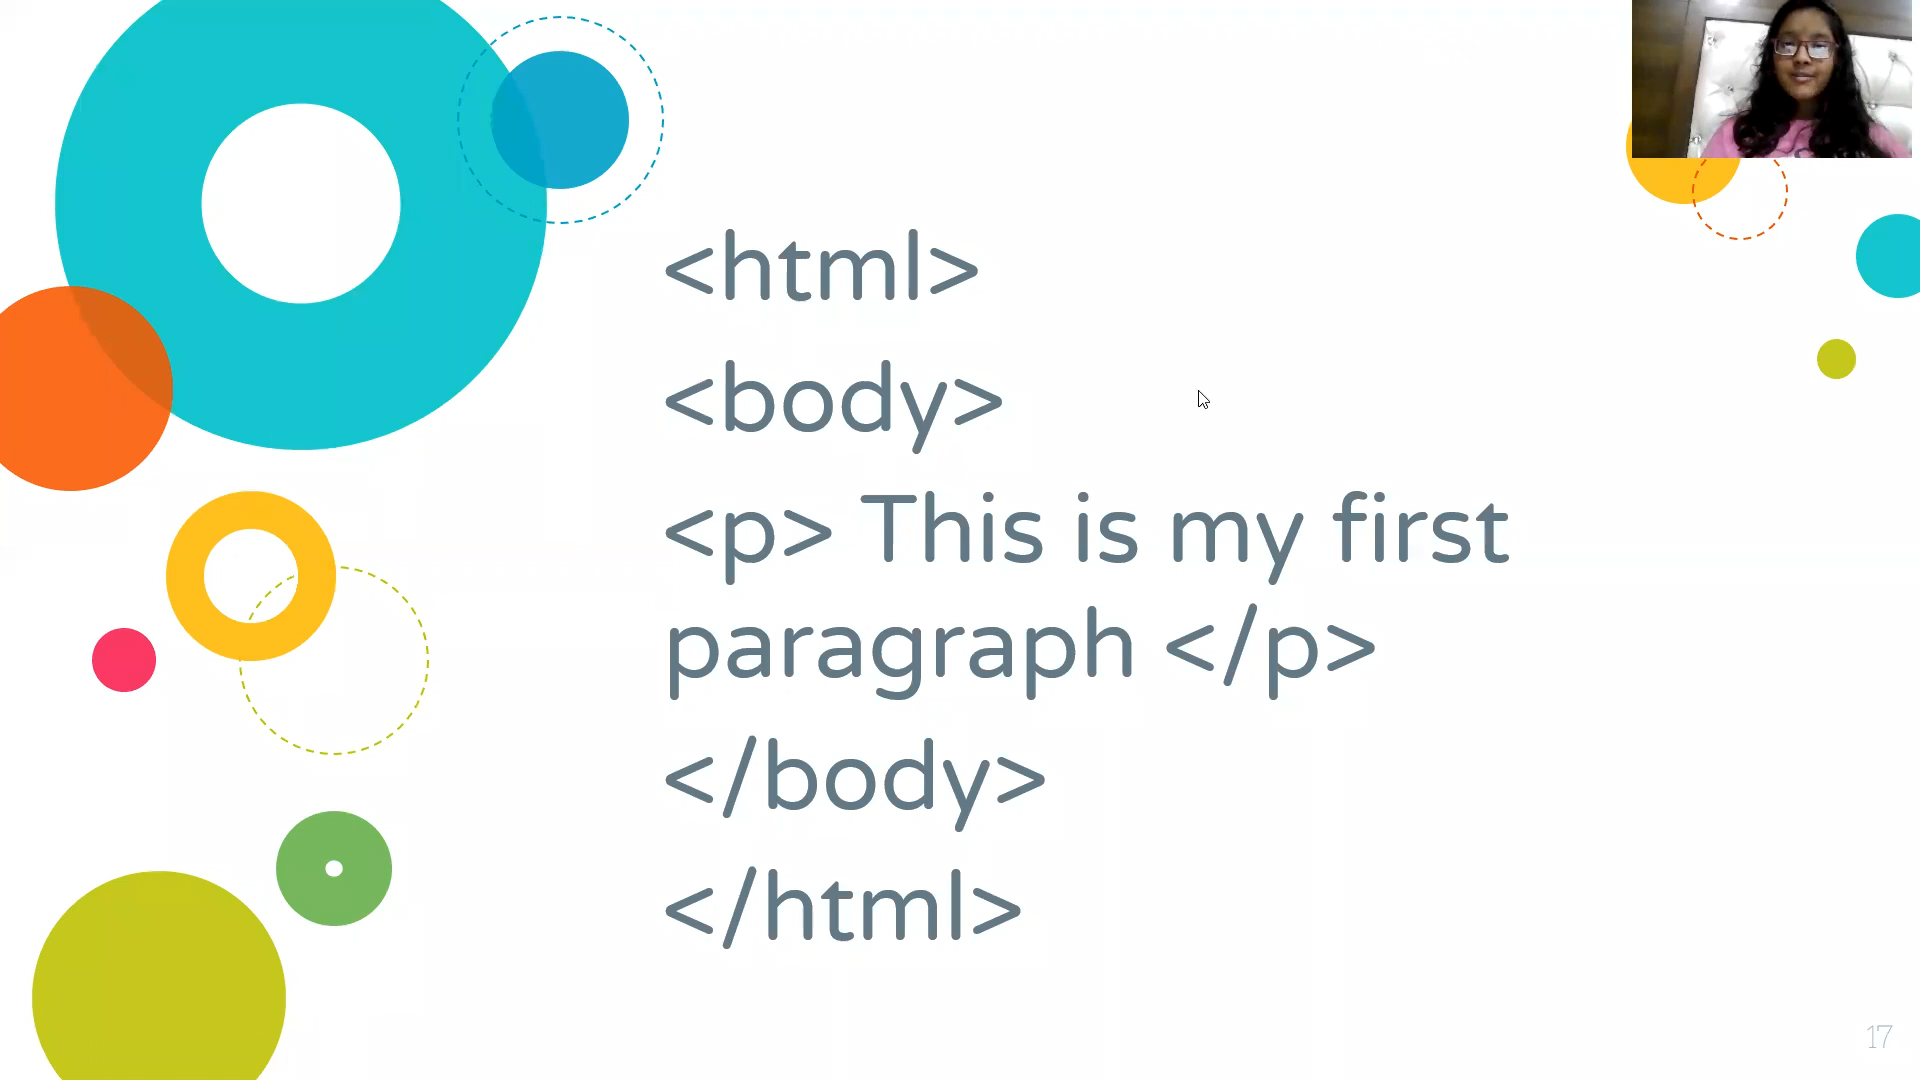 <html>
<body>
<p> This is my first
paragraph </p>
</body>
</html>
17